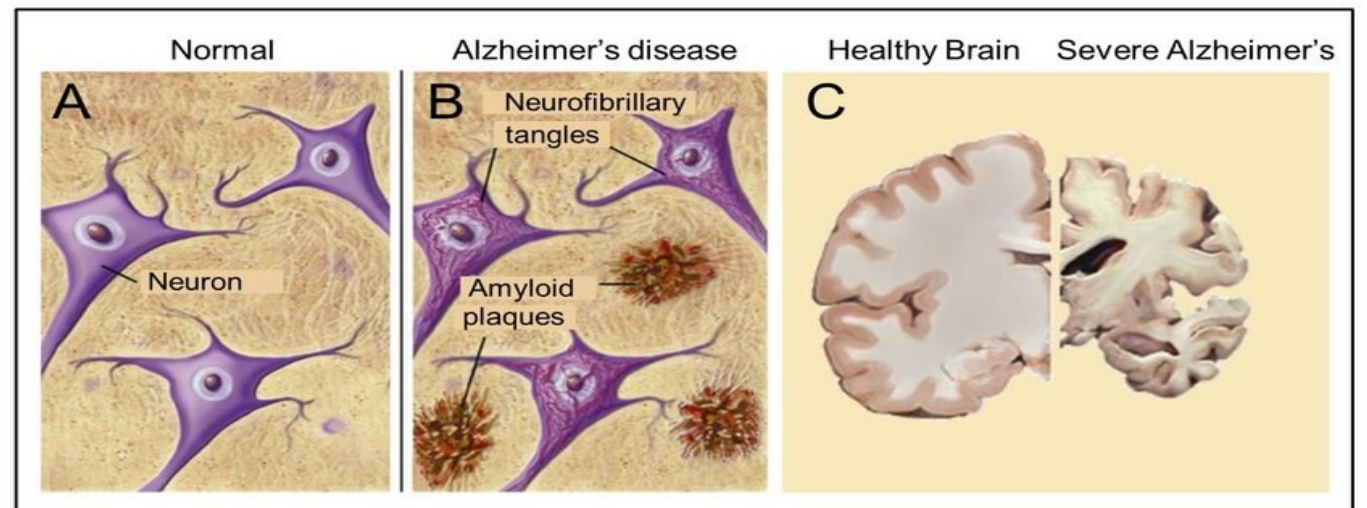 Normal
Alzheimer’s disease
Healthy Brain
Severe Alzheimer’s
A
Neuron
B
Neurofibrillary
tangles
Amyloid
plaques
C